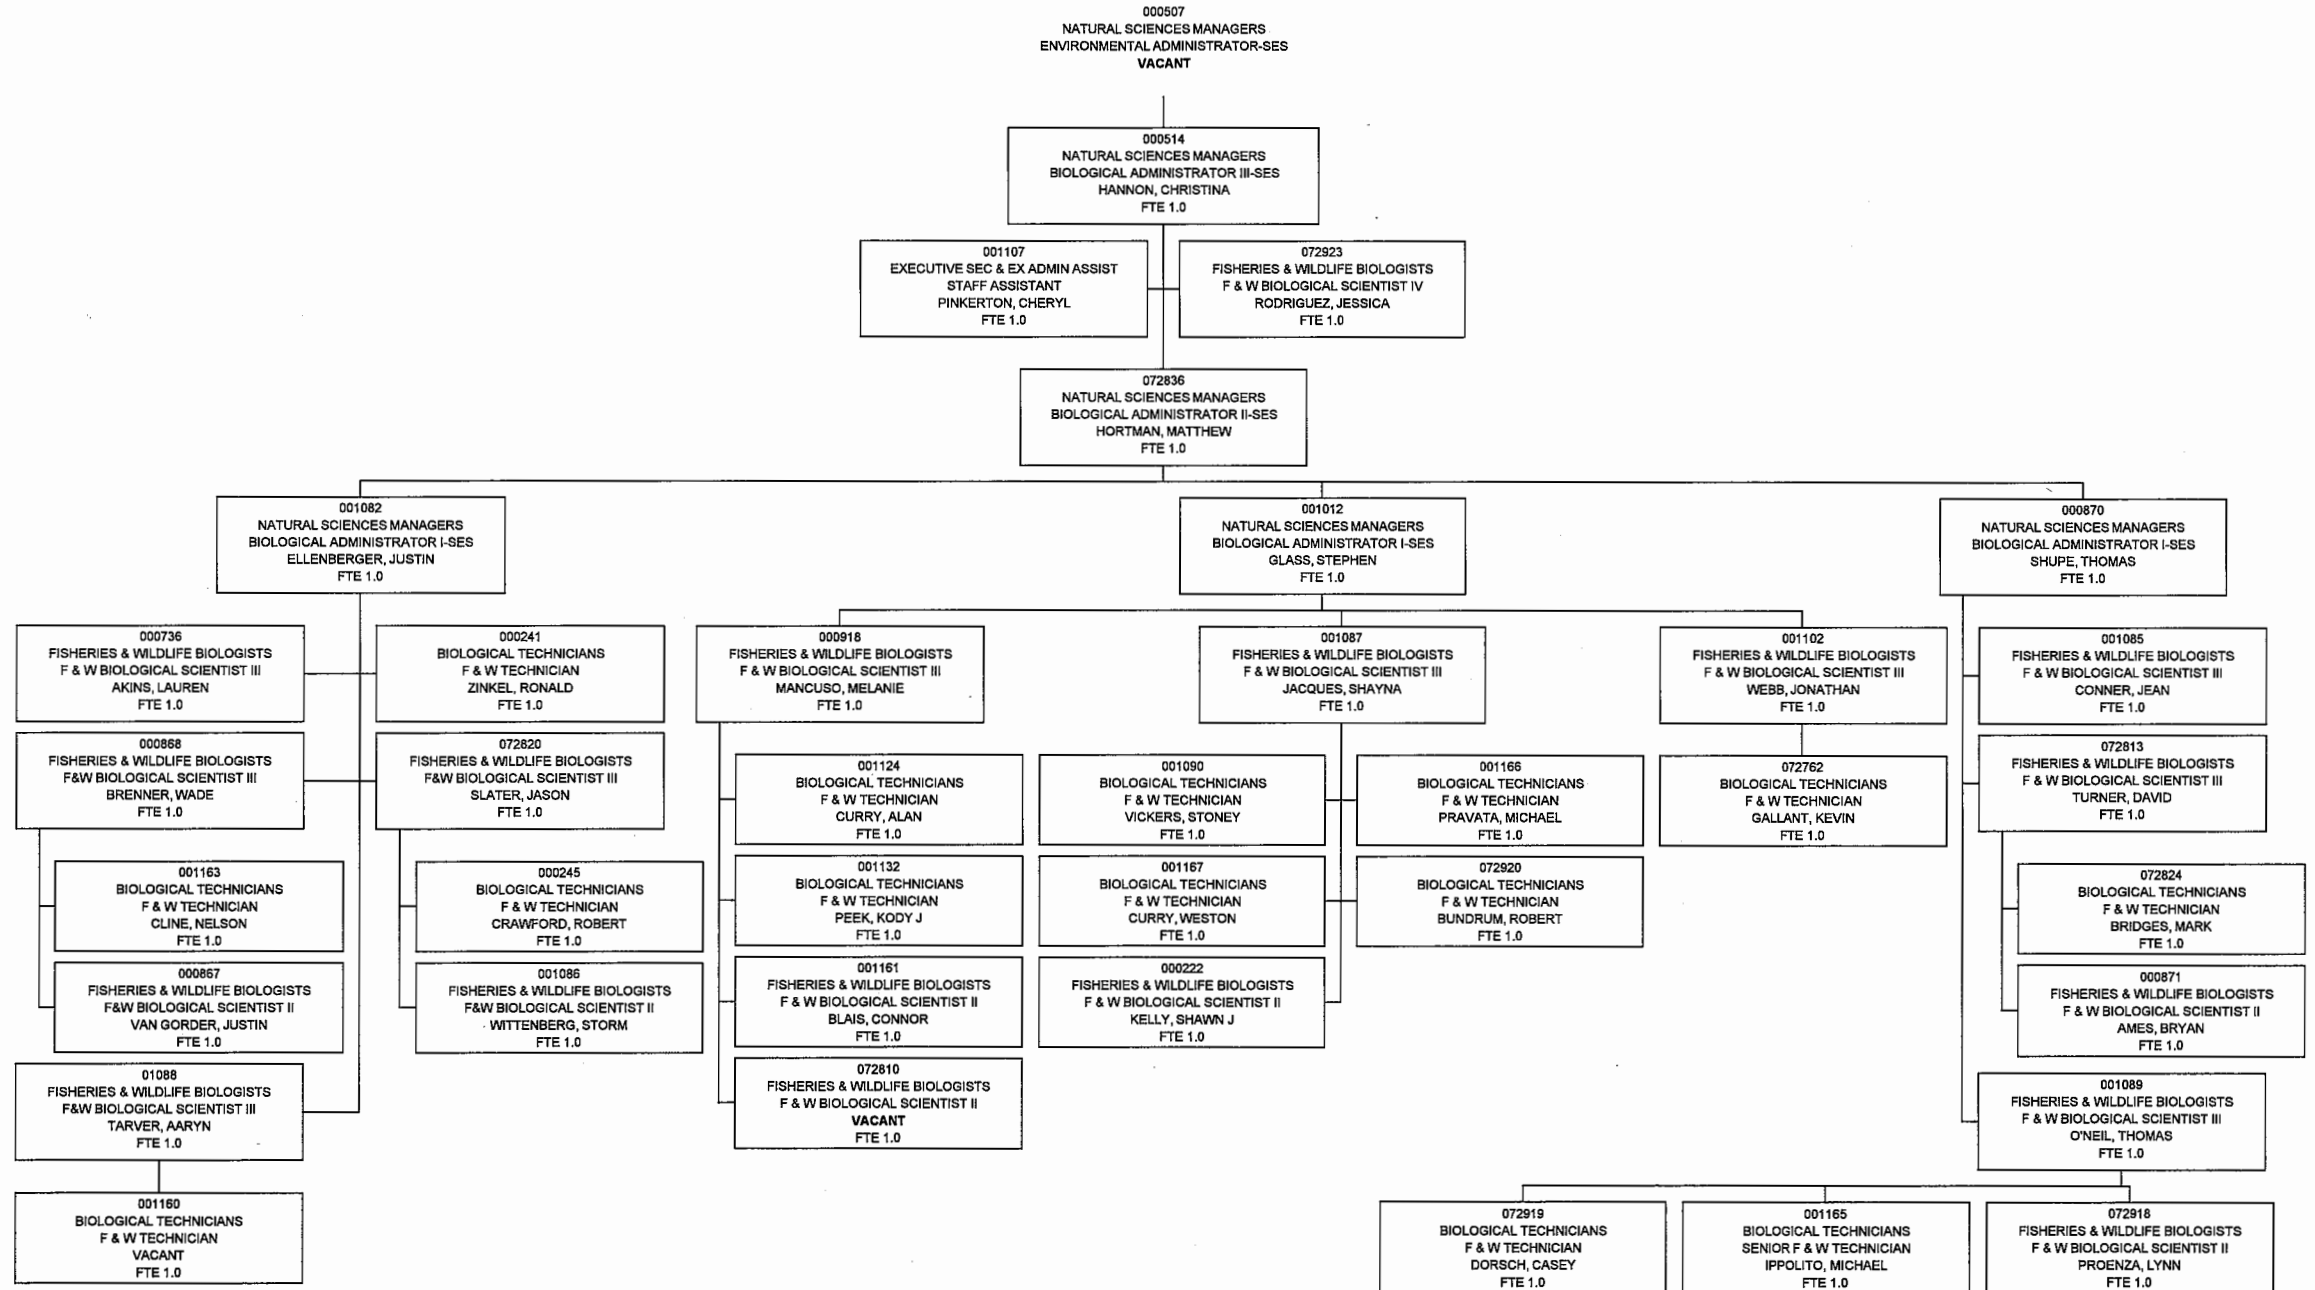 000507
NATURAL SCIENCES MANAGERS
ENVIRONMENTAL ADMINISTRATOR-SES
VACANT
000514
NATURAL SCIENCES MANAGERS
BIOLOGICAL ADMINISTRATOR III-SES
HANNON, CHRISTINA
FTE 1.0
001107
EXECUTIVE SEC & EX ADMIN ASSIST
STAFF ASSISTANT
PINKERTON, CHERYL
FTE 1.0
072923
FISHERIES & WILDLIFE BIOLOGISTS
F & W BIOLOGICAL SCIENTIST IV
RODRIGUEZ, JESSICA
FTE 1.0
072836
NATURAL SCIENCES MANAGERS
BIOLOGICAL ADMINISTRATOR II-SES
HORTMAN, MATTHEW
FTE 1.0
001082
NATURAL SCIENCES MANAGERS
BIOLOGICAL ADMINISTRATOR I-SES
ELLENBERGER, JUSTIN
FTE 1.0
001012
NATURAL SCIENCES MANAGERS
BIOLOGICAL ADMINISTRATOR I-SES
GLASS, STEPHEN
FTE 1.0
000870
NATURAL SCIENCES MANAGERS
BIOLOGICAL ADMINISTRATOR I-SES
SHUPE, THOMAS
FTE 1.0
000736
FISHERIES & WILDLIFE BIOLOGISTS
F & W BIOLOGICAL SCIENTIST III
AKINS, LAUREN
FTE 1.0
000241
BIOLOGICAL TECHNICIANS
F & W TECHNICIAN
ZINKEL, RONALD
FTE 1.0
000918
FISHERIES & WILDLIFE BIOLOGISTS
F & W BIOLOGICAL SCIENTIST III
MANCUSO, MELANIE
FTE 1.0
001087
FISHERIES & WILDLIFE BIOLOGISTS
F & W BIOLOGICAL SCIENTIST III
JACQUES, SHAYNA
FTE 1.0
001102
FISHERIES & WILDLIFE BIOLOGISTS
F & W BIOLOGICAL SCIENTIST III
WEBB, JONATHAN
FTE 1.0
001085
FISHERIES & WILDLIFE BIOLOGISTS
F & W BIOLOGICAL SCIENTIST III
CONNER, JEAN
FTE 1.0
000868
FISHERIES & WILDLIFE BIOLOGISTS
F&W BIOLOGICAL SCIENTIST III
BRENNER, WADE
FTE 1.0
072820
FISHERIES & WILDLIFE BIOLOGISTS
F&W BIOLOGICAL SCIENTIST III
SLATER, JASON
FTE 1.0
001124
BIOLOGICAL TECHNICIANS
F & W TECHNICIAN
CURRY, ALAN
FTE 1.0
001090
BIOLOGICAL TECHNICIANS
F & W TECHNICIAN
VICKERS, STONEY
FTE 1.0
001166
BIOLOGICAL TECHNICIANS
F & W TECHNICIAN
PRAVATA, MICHAEL
FTE 1.0
072762
BIOLOGICAL TECHNICIANS
F & W TECHNICIAN
GALLANT, KEVIN
FTE 1.0
072813
FISHERIES & WILDLIFE BIOLOGISTS
F & W BIOLOGICAL SCIENTIST III
TURNER, DAVID
FTE 1.0
001163
BIOLOGICAL TECHNICIANS
F & W TECHNICIAN
CLINE, NELSON
FTE 1.0
000245
BIOLOGICAL TECHNICIANS
F & W TECHNICIAN
CRAWFORD, ROBERT
FTE 1.0
001132
BIOLOGICAL TECHNICIANS
F & W TECHNICIAN
PEEK, KODY J
FTE 1.0
001167
BIOLOGICAL TECHNICIANS
F & W TECHNICIAN
CURRY, WESTON
FTE 1.0
072920
BIOLOGICAL TECHNICIANS
F & W TECHNICIAN
BUNDRUM, ROBERT
FTE 1.0
072824
BIOLOGICAL TECHNICIANS
F & W TECHNICIAN
BRIDGES, MARK
FTE 1.0
000867
FISHERIES & WILDLIFE BIOLOGISTS
F&W BIOLOGICAL SCIENTIST II
VAN GORDER, JUSTIN
FTE 1.0
001086
FISHERIES & WILDLIFE BIOLOGISTS
F&W BIOLOGICAL SCIENTIST II
WITTENBERG, STORM
FTE 1.0
001161
FISHERIES & WILDLIFE BIOLOGISTS
F & W BIOLOGICAL SCIENTIST II
BLAIS, CONNOR
FTE 1.0
000222
FISHERIES & WILDLIFE BIOLOGISTS
F & W BIOLOGICAL SCIENTIST II
KELLY, SHAWN J
FTE 1.0
000871
FISHERIES & WILDLIFE BIOLOGISTS
F & W BIOLOGICAL SCIENTIST II
AMES, BRYAN
FTE 1.0
01088
FISHERIES & WILDLIFE BIOLOGISTS
F&W BIOLOGICAL SCIENTIST III
TARVER, AARYN
FTE 1.0
072810
FISHERIES & WILDLIFE BIOLOGISTS
F & W BIOLOGICAL SCIENTIST II
VACANT
FTE 1.0
001089
FISHERIES & WILDLIFE BIOLOGISTS
F & W BIOLOGICAL SCIENTIST III
O'NEIL, THOMAS
FTE 1.0
001160
BIOLOGICAL TECHNICIANS
F & W TECHNICIAN
VACANT
FTE 1.0
072919
BIOLOGICAL TECHNICIANS
F & W TECHNICIAN
DORSCH, CASEY
FTE 1.0
001165
BIOLOGICAL TECHNICIANS
SENIOR F & W TECHNICIAN
IPPOLITO, MICHAEL
FTE 1.0
072918
FISHERIES & WILDLIFE BIOLOGISTS
F & W BIOLOGICAL SCIENTIST II
PROENZA, LYNN
FTE 1.0